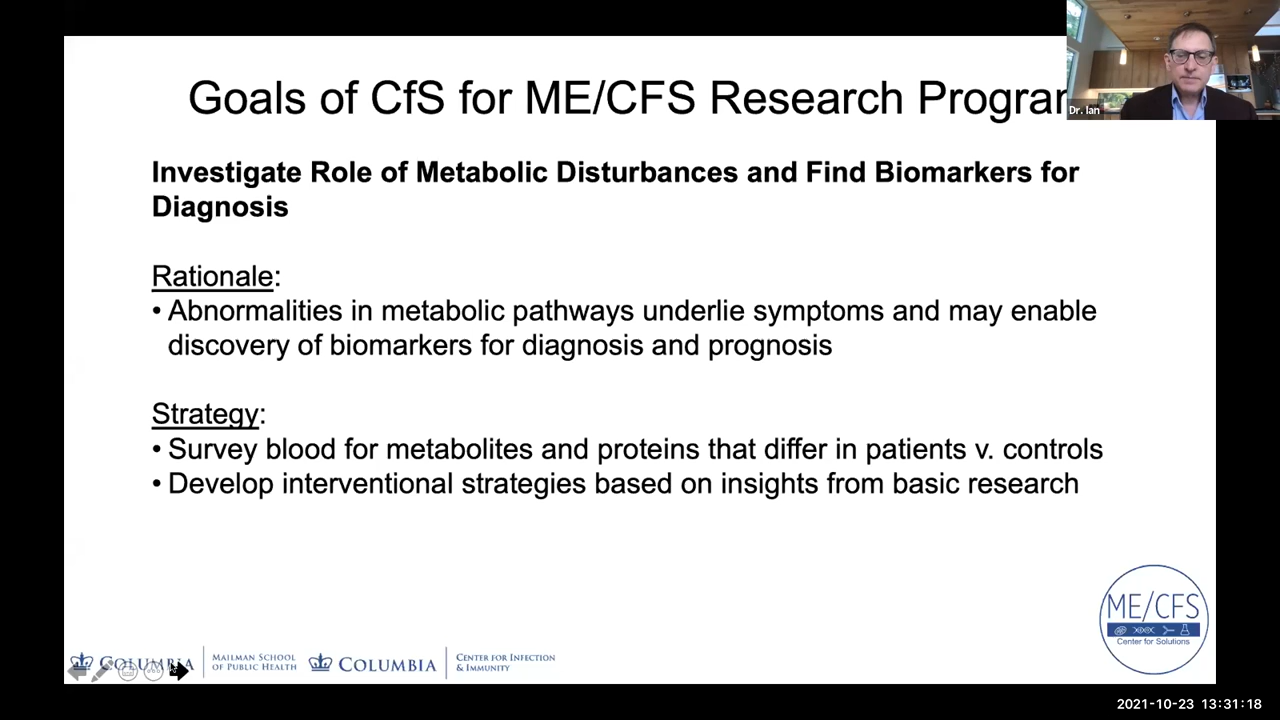 Goals of CfS for ME/CFS Research Progra
Dr. Ian
Investigate Role of Metabolic Disturbances and Find Biomarkers for
Diagnosis
Rationale:
• Abnormalities in metabolic pathways underlie symptoms and may enable
discovery of biomarkers for diagnosis and prognosis
Strategy:
• Survey blood for metabolites and proteins that differ in patients v. controls
• Develop interventional strategies based on insights from basic research
ME/CFS
Center for Solutions
COLUMBIA
MAILMAN SCHOOL
OF PUBLIC HEALTH
COLUMBIA
CENTER FOR INFECTION
& IMMUNITY
2021-10-23 13:31:18